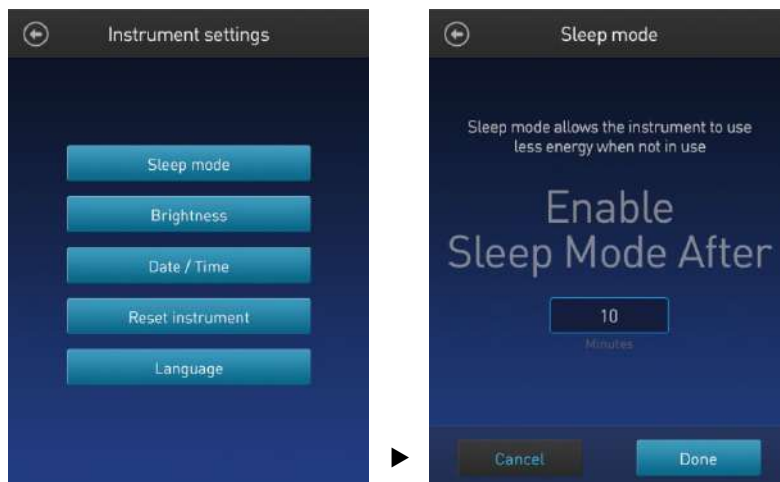 Instrument settings
Sleep mode
Brightness
Date / Time
Reset instrument
Language
Sleep mode
Sleep mode allows the instrument to use
less energy when not in use
Enable
Sleep Mode After
10
Minutes
Cancel
Done